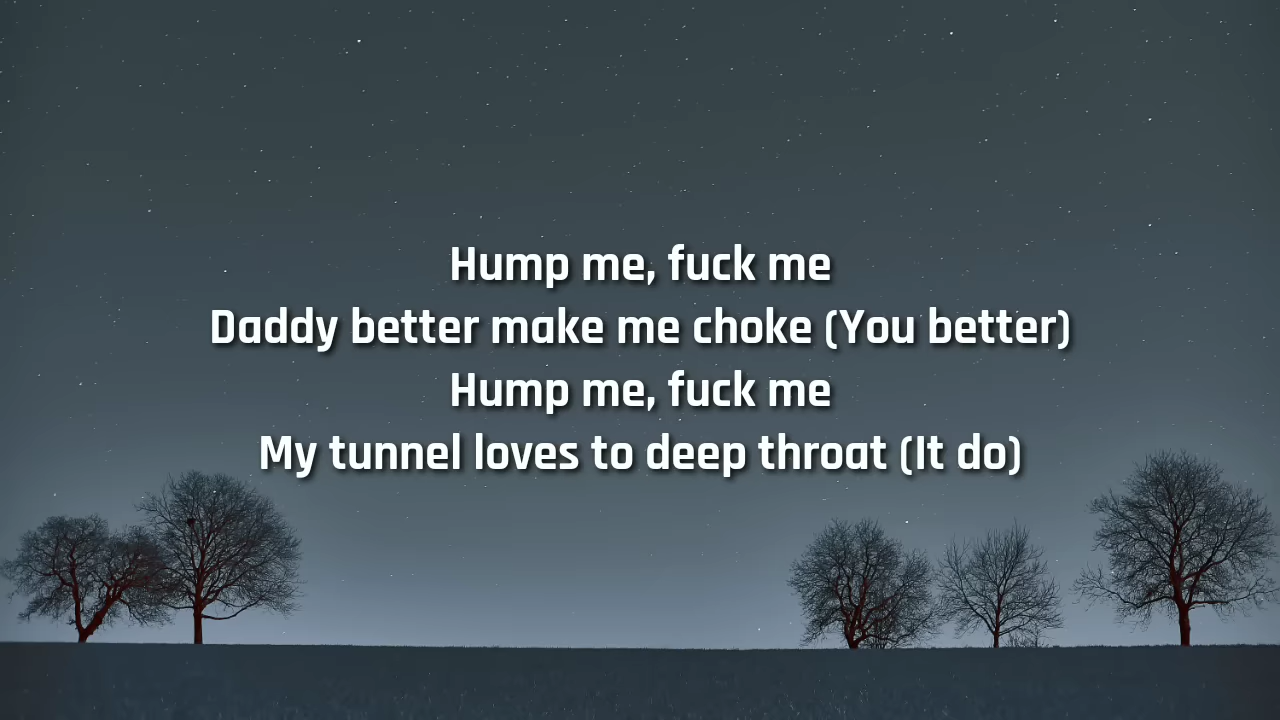 Hump me, fuck me
Daddy better make me choke (You better)
Hump me, fuck me
My tunnel loves to deep throat (It do)